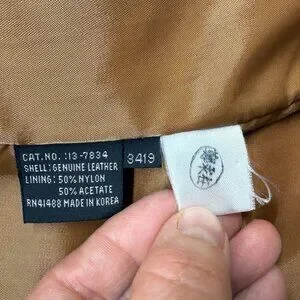 CAT.NO. :13-7834
SHELL: GENUINE LEATHER
LINING: 50% NYLON
50% ACETATE
RN41488 MADE IN KOREA
3419